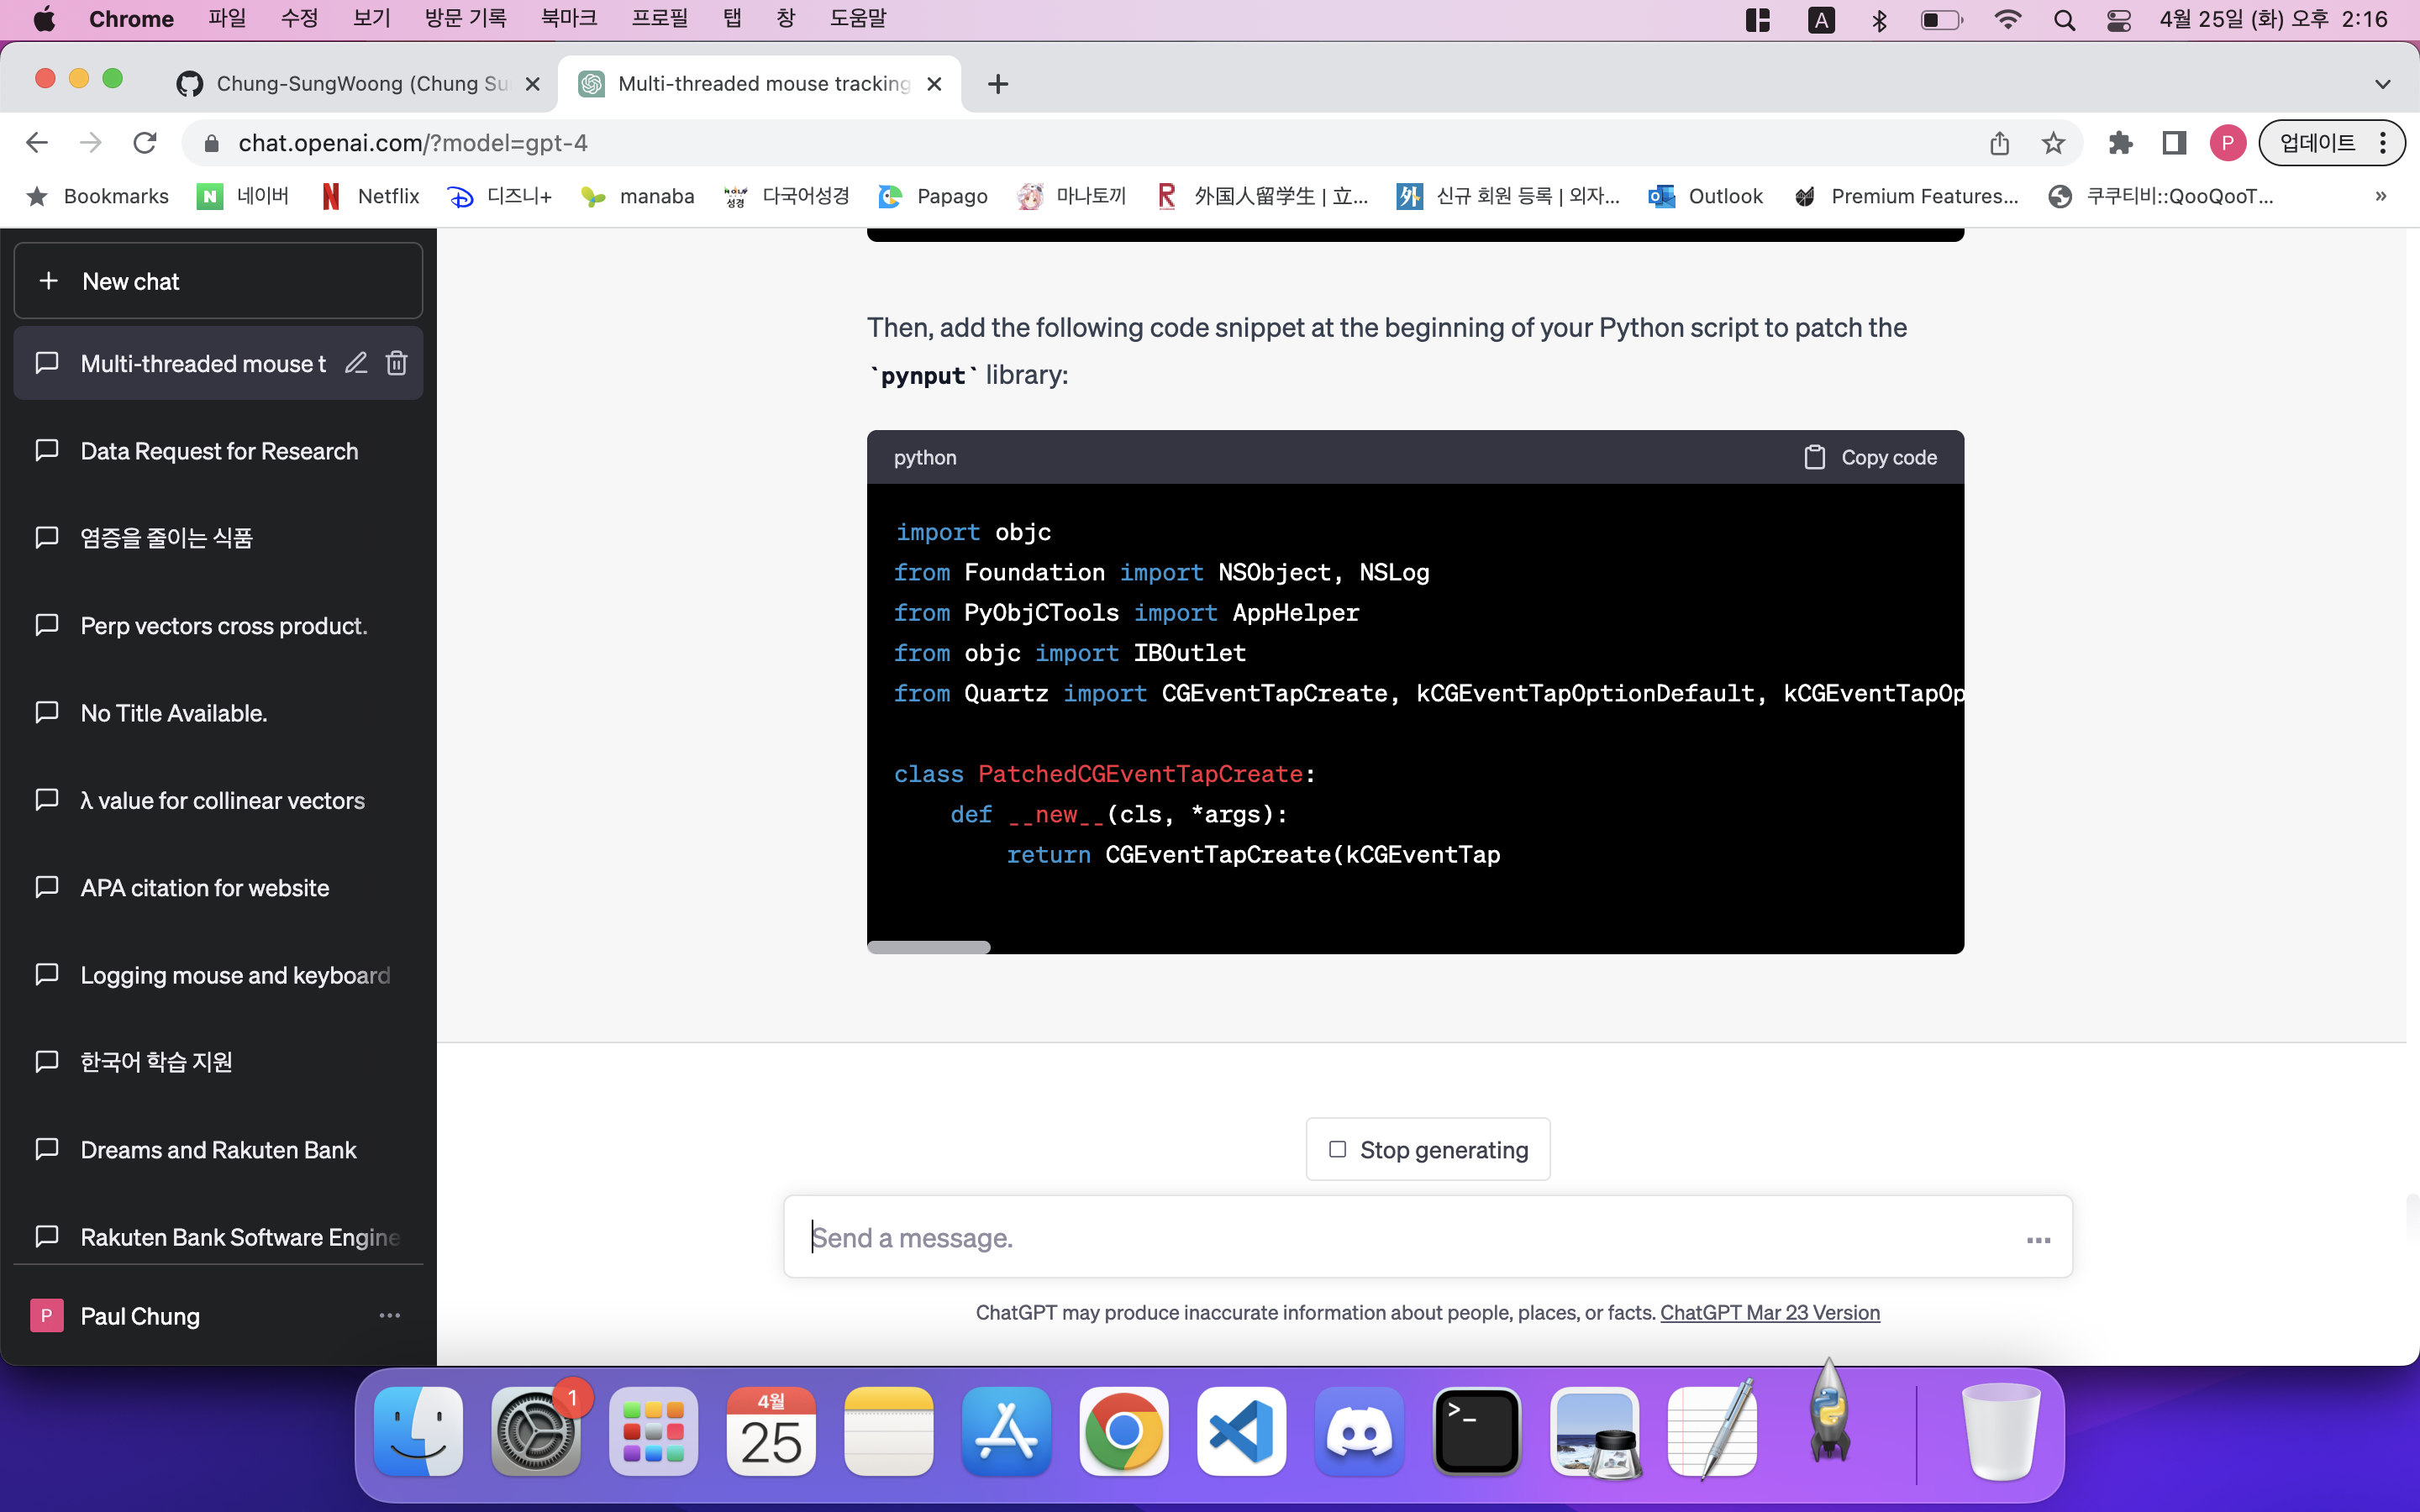 Chrome 파일 수정 보기 방문 기록 북마크 프로필 탭 창 도움말 A 4월 25일 (화) 오후 2:16
Chung-SungWoong (Chung Su
Multi-threaded mouse tracking
chat.openai.com/?model=gpt-4
P 업데이트
Bookmarks N 네이버 N Netflix 디즈니+ manaba 성경 다국어성경 Papago 마나토끼 R 外国人留学生 | 立... 外 신규 회원 등록 | 외자... Outlook Premium Features... 쿠쿠티비::QooQooT... »
New chat
Multi-threaded mouse t
Data Request for Research
염증을 줄이는 식품
Perp vectors cross product.
No Title Available.
λ value for collinear vectors
APA citation for website
Logging mouse and keyboard
한국어 학습 지원
Dreams and Rakuten Bank
Rakuten Bank Software Engine
P Paul Chung
Then, add the following code snippet at the beginning of your Python script to patch the
`pynput` library:
python
Copy code
import objc
from Foundation import NSObject, NSLog
from PyObjCTools import AppHelper
from objc import IBOutlet
from Quartz import CGEventTapCreate, kCGEventTapOptionDefault, kCGEventTapOp
class PatchedCGEventTapCreate:
def __new__(cls, *args):
return CGEventTapCreate(kCGEventTap
Stop generating
Send a message.
ChatGPT may produce inaccurate information about people, places, or facts. ChatGPT Mar 23 Version
1
4월
25
>_